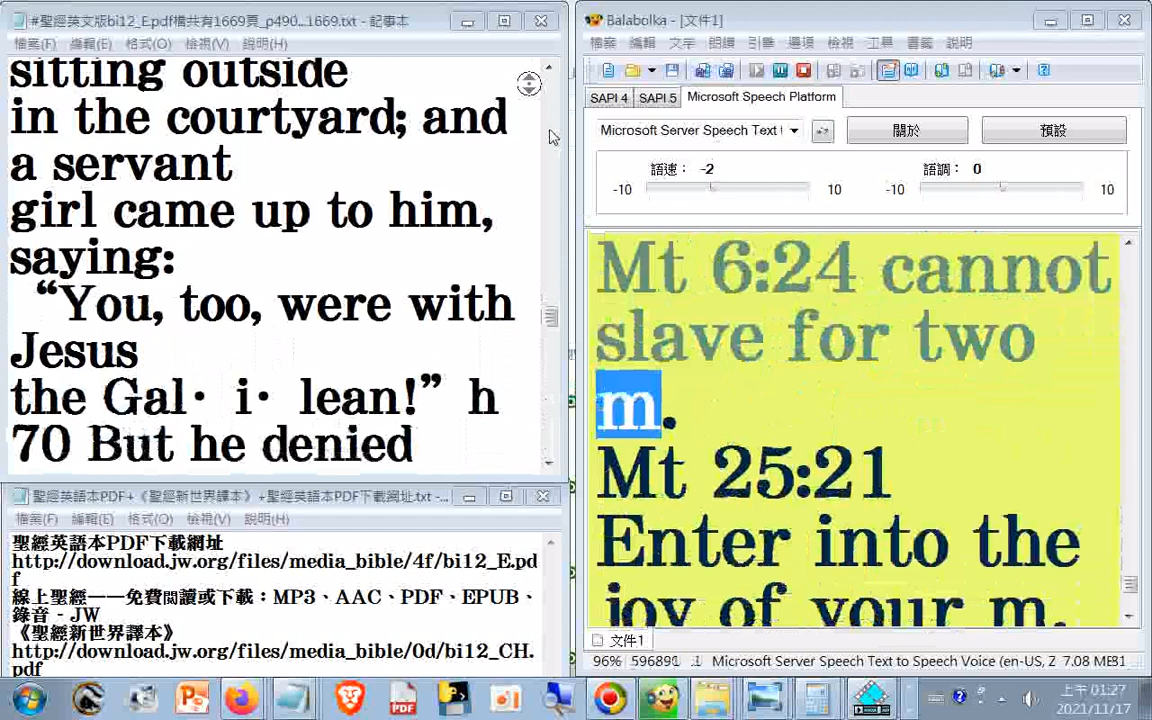 #聖經英文版bi12_E.pdf橫共有1669頁_p490...1669.txt - 記事本
檔案(F) 編輯(E) 格式(O) 檢視(V) 說明(H)
sitting outside
in the courtyard; and
a servant
girl came up to him,
saying:
“You, too, were with
Jesus
the Gal· i· lean!” h
70 But he denied
聖經英語本PDF+《聖經新世界譯本》+聖經英語本PDF下載網址.txt - ...
檔案(F) 編輯(E) 格式(O) 檢視(V) 說明(H)
聖經英語本PDF下載網址
http://download.jw.org/files/media_bible/4f/bi12_E.pd
f
線上聖經——免費閱讀或下載：MP3、AAC、PDF、EPUB、
錄音 - JW
《聖經新世界譯本》
http://download.jw.org/files/media_bible/0d/bi12_CH.
pdf
Balabolka - [文件1]
檔案 編輯 文字 朗讀 引擎 選項 檢視 工具 書籤 說明
SAPI 4 SAPI 5 Microsoft Speech Platform
Microsoft Server Speech Text 關於 預設
語速： -2 語調： 0
-10 10 -10 10
Mt 6:24 cannot
slave for two
m.
Mt 25:21
Enter into the
joy of your m.
文件1
96% Microsoft Server Speech Text to Speech Voice (en-US, Z 7.08 MB
PDF
上午 01:27
2021/11/17